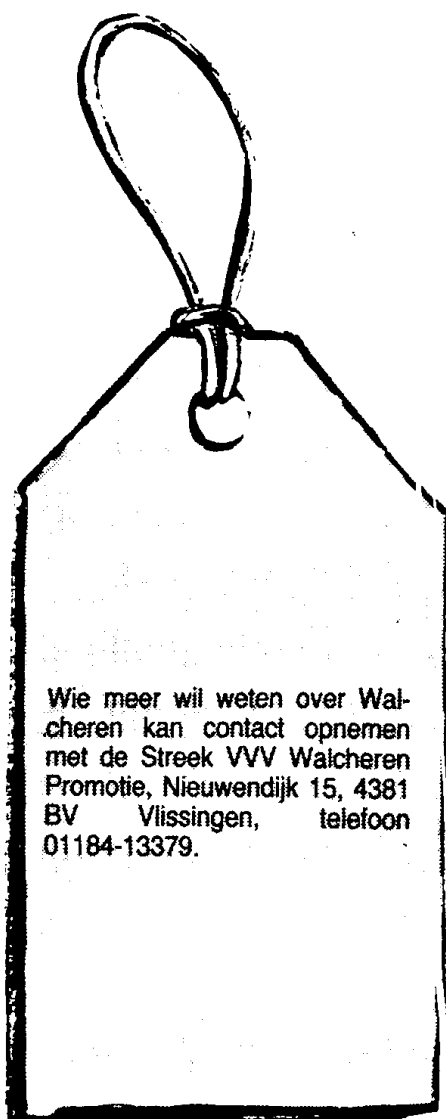 Wie meer wil weten over Wal-
cheren kan contact opnemen
met de Streek VVV Walcheren
Promotie, Nieuwendijk 15, 4381
BV Vlissingen, telefoon
01184-13379.